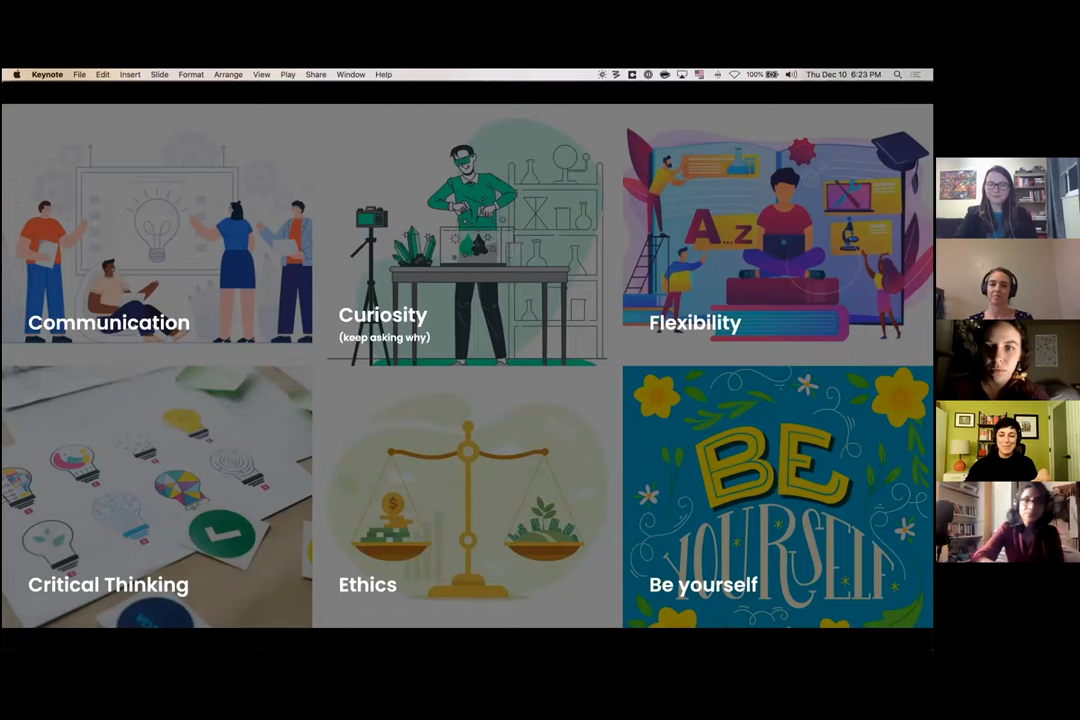 Keynote File Edit Insert Slide Format Arrange View Play Share Window Help 100% Thu Dec 10 6:23 PM
A...z
Communication
Curiosity
(keep asking why)
Flexibility
BE
YOURSELF
Critical Thinking
Ethics
Be yourself